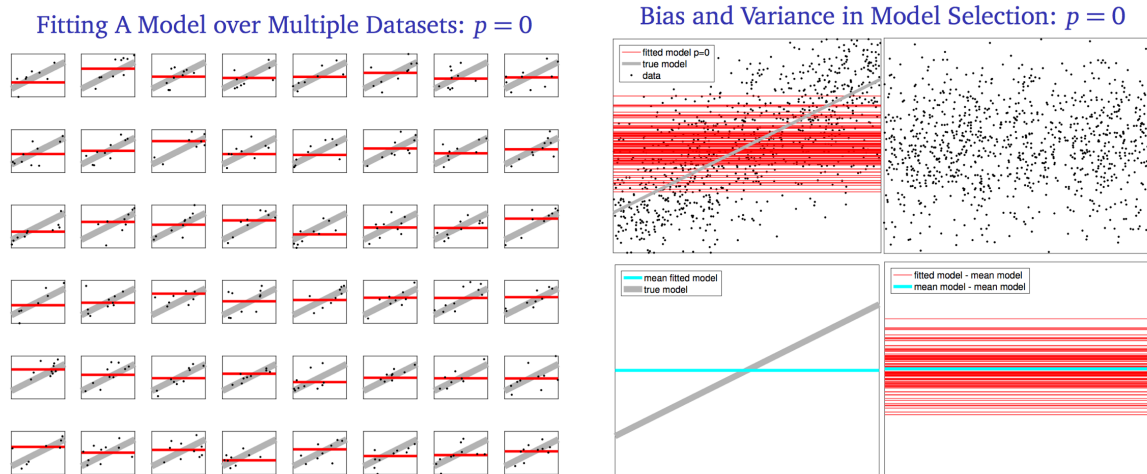 Fitting A Model over Multiple Datasets: p = 0
Bias and Variance in Model Selection: p = 0
fitted model p=0
true model
data
mean fitted model
true model
fitted model - mean model
mean model - mean model